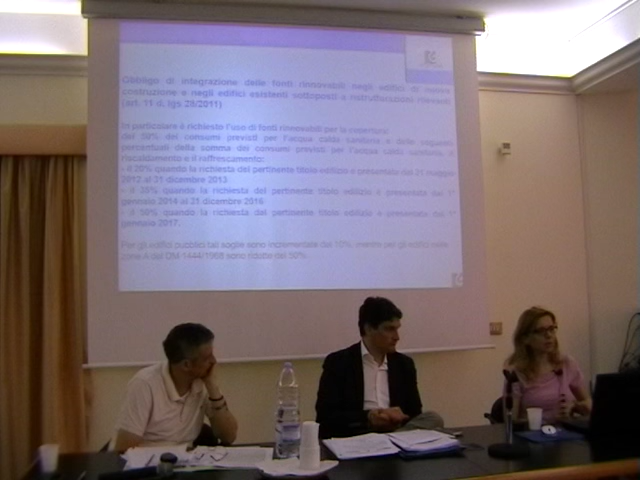 Obbligo di integrazione delle fonti rinnovabili negli edifici di nuova
costruzione e negli edifici esistenti sottoposti a ristrutturazioni rilevanti
(art. 11 d. lgs 28/2011)
In particolare è richiesto l'uso di fonti rinnovabili per la copertura:
del 50% dei consumi previsti per l'acqua calda sanitaria e delle seguenti
percentuali della somma dei consumi previsti per l'acqua calda sanitaria, il
riscaldamento e il raffrescamento:
- il 20% quando la richiesta del pertinente titolo edilizio è presentata dal 31 maggio
2012 al 31 dicembre 2013
- il 35% quando la richiesta del pertinente titolo edilizio è presentata dal 1°
gennaio 2014 al 31 dicembre 2016
- il 50% quando la richiesta del pertinente titolo edilizio è presentata dal 1°
gennaio 2017.
Per gli edifici pubblici tali soglie sono incrementate del 10%, mentre per gli edifici nelle
zone A del DM 1444/1968 sono ridotte del 50%.